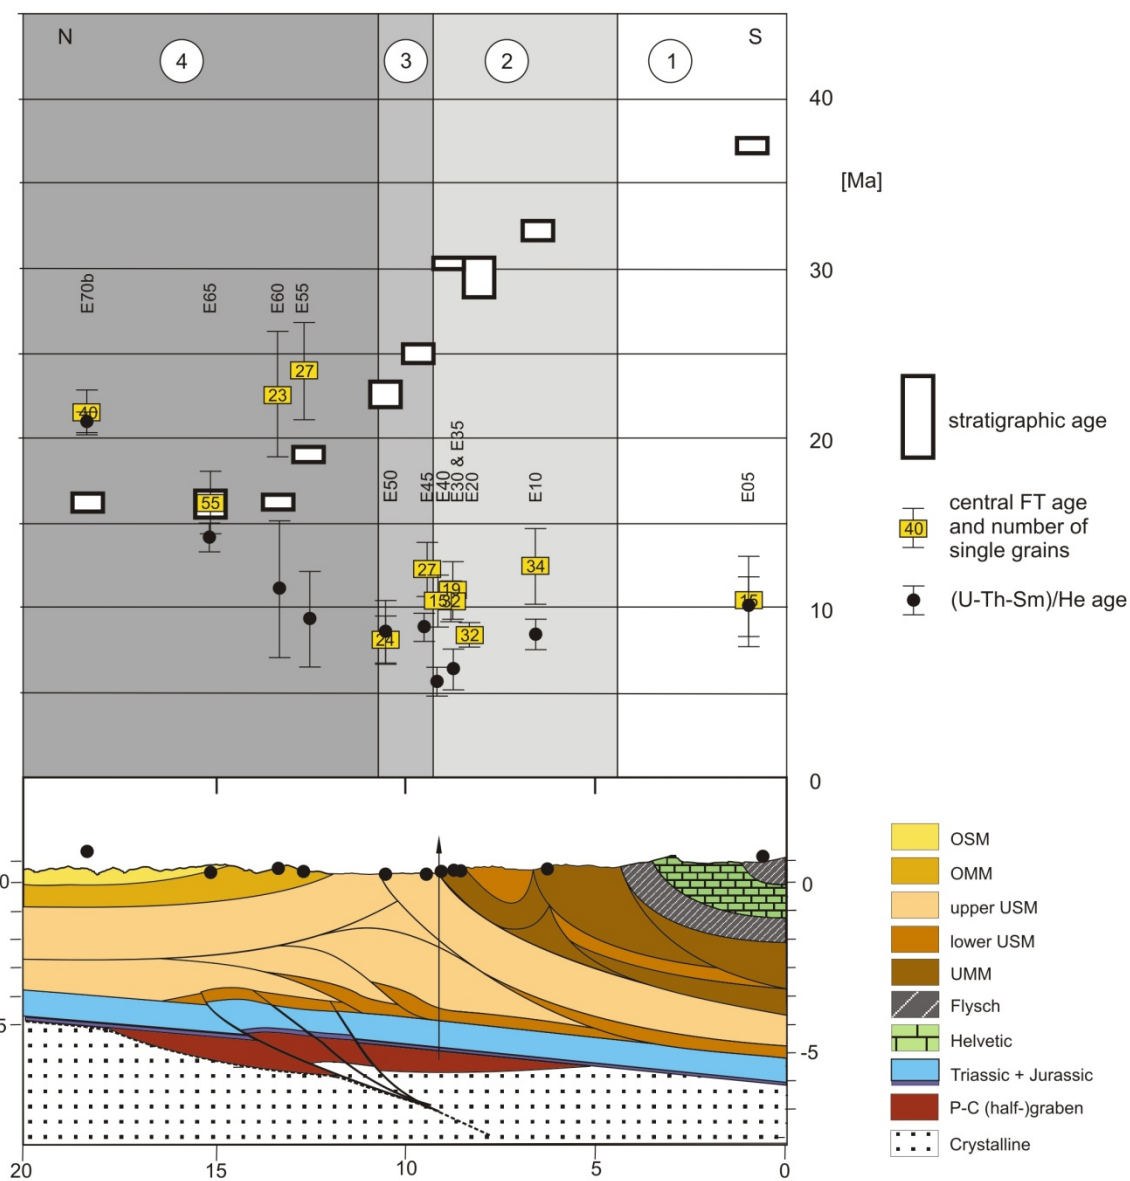 N
4
3
2
1
S
40
[Ma]
30
E70b
E65
E60
E55
27
23
40
20
E50
E45
E40
E30 & E35
E20
E10
E05
55
27
34
19
15
32
15
10
24
32
0
stratigraphic age
central FT age
40
and number of
single grains
(U-Th-Sm)/He age
OSM
OMM
upper USM
lower USM
UMM
Flysch
Helvetic
Triassic + Jurassic
P-C (half-)graben
Crystalline
0
0
5
-5
20
15
10
5
0